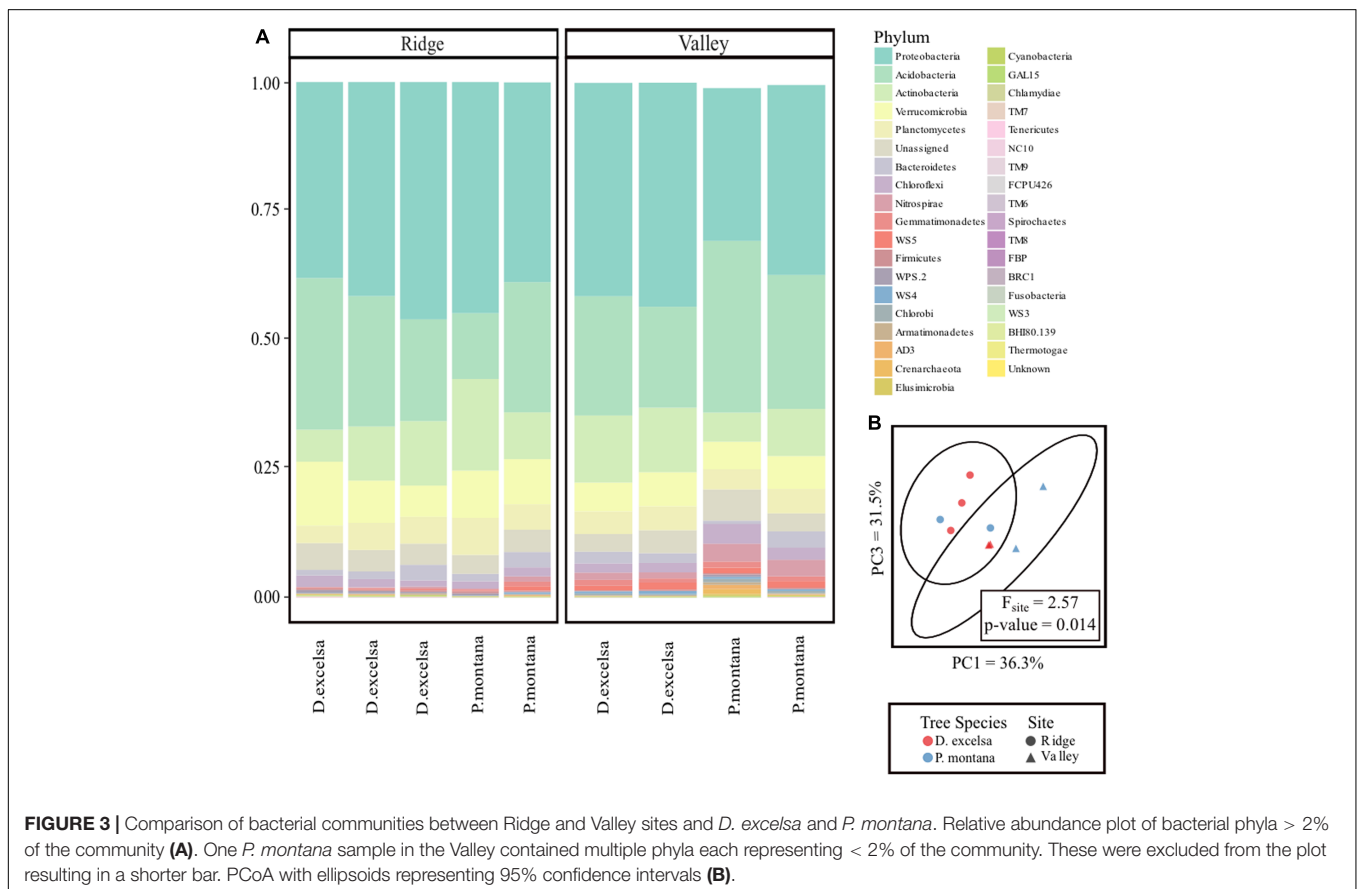 A
Ridge
Valley
1.00
0.75
0.50
0.25
0.00
D.excelsa
D.excelsa
D.excelsa
P.montana
P.montana
D.excelsa
D.excelsa
P.montana
P.montana
Phylum
Proteobacteria
Acidobacteria
Actinobacteria
Verrucomicrobia
Planctomycetes
Unassigned
Bacteroidetes
Chloroflexi
Nitrospirae
Gemmatimonadetes
WS5
Firmicutes
WPS.2
WS4
Chlorobi
Armatimonadetes
AD3
Crenarchaeota
Elusimicrobia
Cyanobacteria
GAL15
Chlamydiae
TM7
Tenericutes
NC10
TM9
FCPU426
TM6
Spirochaetes
TM8
FBP
BRC1
Fusobacteria
WS3
BHI80.139
Thermotogae
Unknown
B
PC3 = 31.5%
F_site = 2.57
p-value = 0.014
PC1 = 36.3%
Tree Species
D. excelsa
P. montana
Site
Ridge
Valley
FIGURE 3 | Comparison of bacterial communities between Ridge and Valley sites and D. excelsa and P. montana. Relative abundance plot of bacterial phyla > 2%
of the community (A). One P. montana sample in the Valley contained multiple phyla each representing < 2% of the community. These were excluded from the plot
resulting in a shorter bar. PCoA with ellipsoids representing 95% confidence intervals (B).